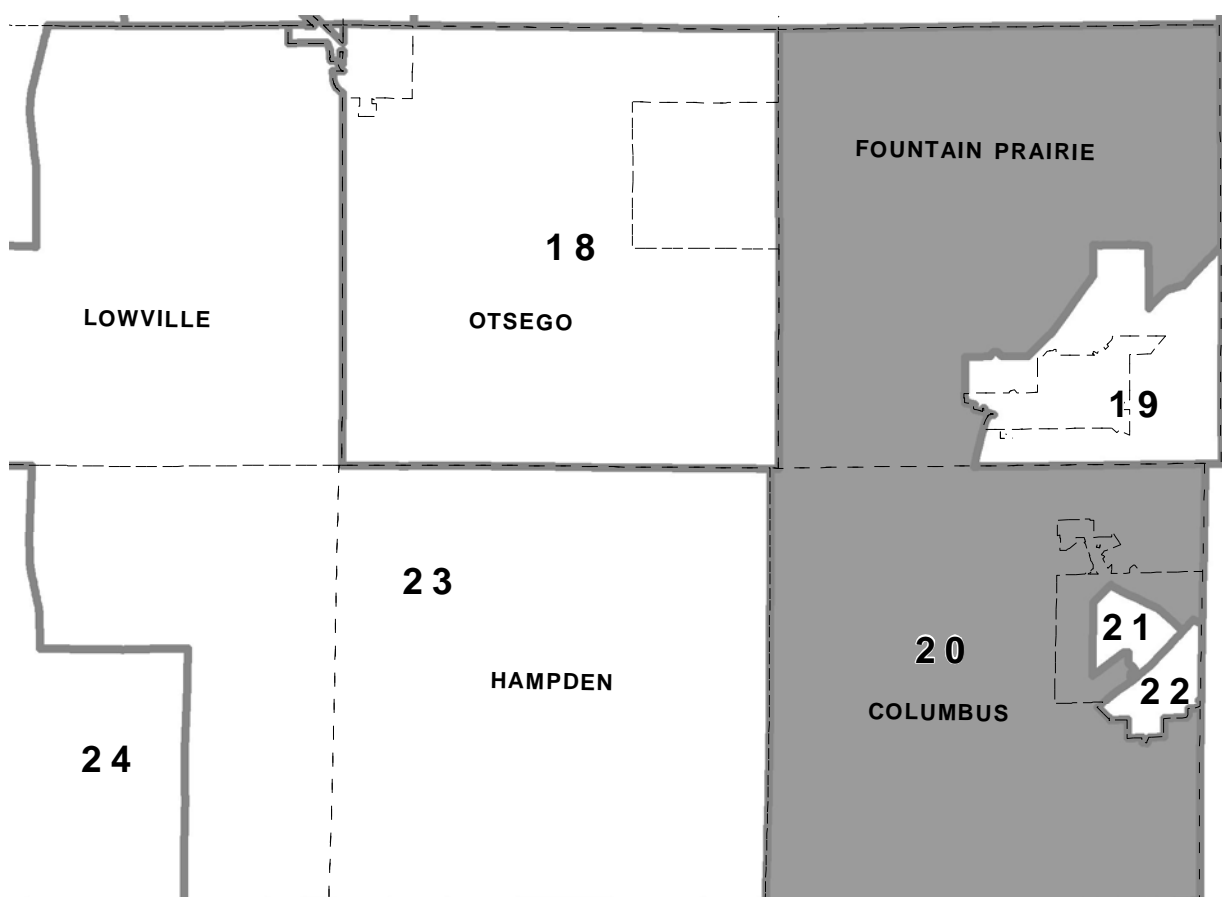 FOUNTAIN PRAIRIE
18
LOWVILLE
OTSEGO
19
23
20
21
HAMPDEN
22
COLUMBUS
24